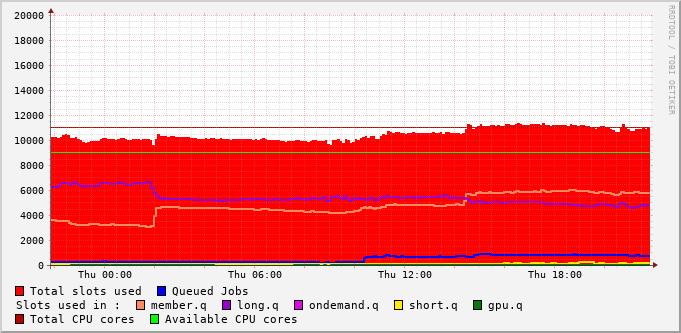 RRDTOOL / TOBI OETIKER
20000
18000
16000
14000
12000
10000
8000
6000
4000
2000
0
Thu 00:00 Thu 06:00 Thu 12:00 Thu 18:00
Total slots used Queued Jobs
Slots used in : member.q long.q ondemand.q short.q gpu.q
Total CPU cores Available CPU cores